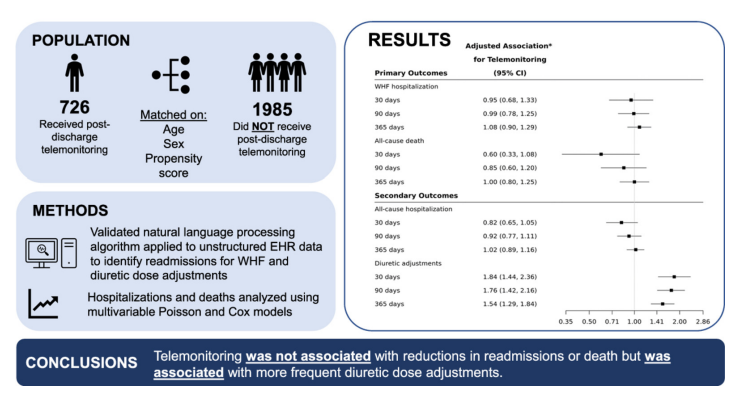 POPULATION
726
Received post-
discharge
telemonitoring
Matched on:
Age
Sex
Propensity
score
1985
Did NOT receive
post-discharge
telemonitoring
METHODS
Validated natural language processing
algorithm applied to unstructured EHR data
to identify readmissions for WHF and
diuretic dose adjustments
Hospitalizations and deaths analyzed using
multivariable Poisson and Cox models
RESULTS
Adjusted Association*
for Telemonitoring
Primary Outcomes (95% CI)
WHF hospitalization
30 days 0.95 (0.68, 1.33)
90 days 0.99 (0.78, 1.25)
365 days 1.08 (0.90, 1.29)
All-cause death
30 days 0.60 (0.33, 1.08)
90 days 0.85 (0.60, 1.20)
365 days 1.00 (0.80, 1.25)
Secondary Outcomes
All-cause hospitalization
30 days 0.82 (0.65, 1.05)
90 days 0.92 (0.77, 1.11)
365 days 1.02 (0.89, 1.16)
Diuretic adjustments
30 days 1.84 (1.44, 2.36)
90 days 1.76 (1.42, 2.16)
365 days 1.54 (1.29, 1.84)
0.35 0.50 0.71 1.00 1.41 2.00 2.86
CONCLUSIONS
Telemonitoring was not associated with reductions in readmissions or death but was
associated with more frequent diuretic dose adjustments.